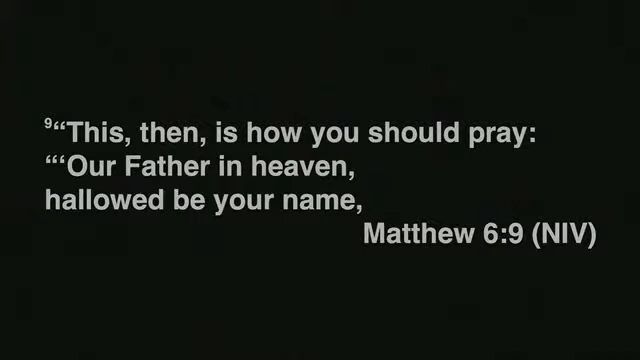 ⁹“This, then, is how you should pray:
“‘Our Father in heaven,
hallowed be your name,
Matthew 6:9 (NIV)